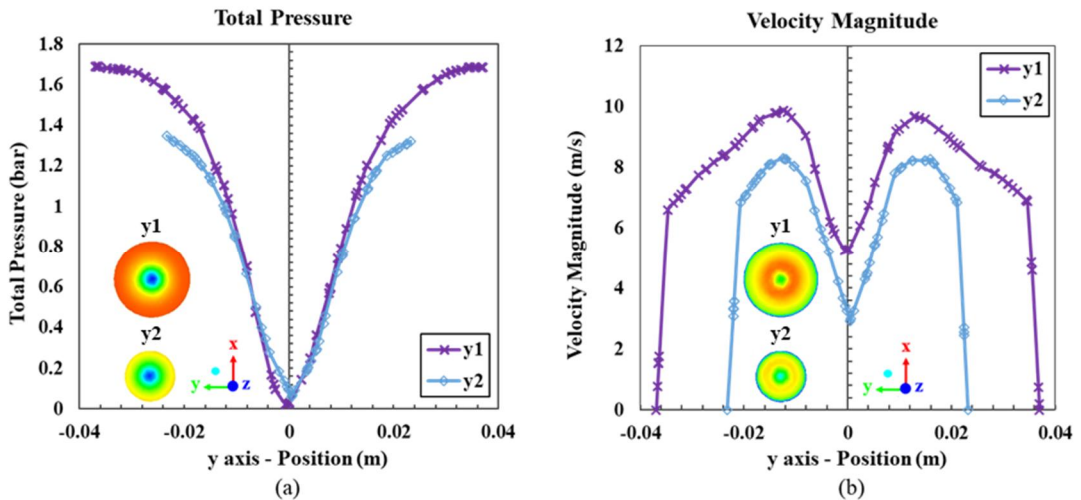 Total Pressure
Total Pressure (bar)
1.8
1.6
1.4
1.2
1
0.8
0.6
0.4
0.2
0
-0.04
-0.02
0
0.02
0.04
y axis - Position (m)
y1
y2
x
y
z
y1
y2
(a)
Velocity Magnitude
Velocity Magnitude (m/s)
12
10
8
6
4
2
0
-0.04
-0.02
0
0.02
0.04
y axis - Position (m)
y1
y2
y1
y2
x
y
z
(b)